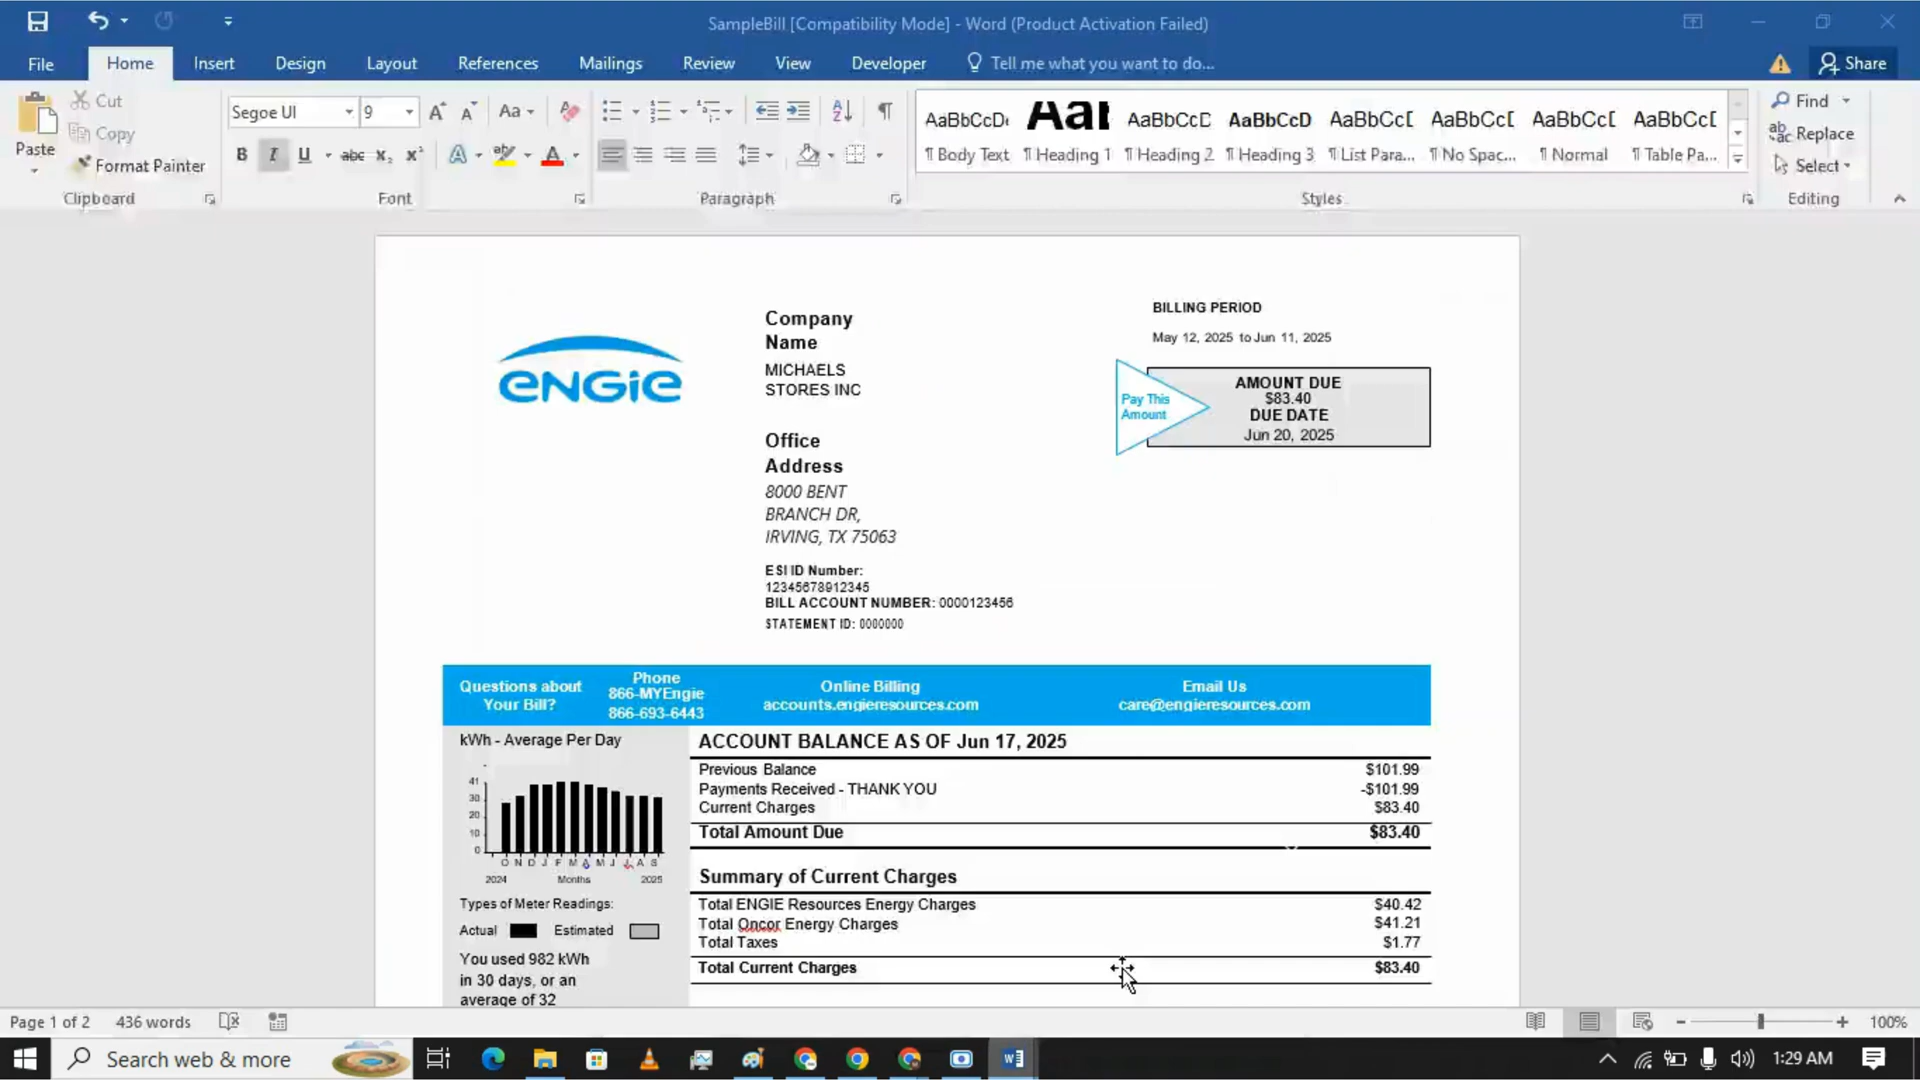 SampleBill [Compatibility Mode] - Word (Product Activation Failed)
File Home Insert Design Layout References Mailings Review View Developer Tell me what you want to do... Share
Cut
Copy
Paste
Format Painter
Clipboard
Segoe UI 9
Font
Paragraph
AaBbCcD AaI AaBbCcC AaBbCcD AaBbCc[ AaBbCc[ AaBbCc[ AaBbCc[
¶ Body Text ¶ Heading 1 ¶ Heading 2 ¶ Heading 3 ¶ List Para... ¶ No Spac... ¶ Normal ¶ Table Pa...
Styles
Find
Replace
Select
Editing
ENGIE
Company
Name
MICHAELS
STORES INC
Office
Address
8000 BENT
BRANCH DR,
IRVING, TX 75063
ESI ID Number:
12345678912345
BILL ACCOUNT NUMBER: 0000123456
STATEMENT ID: 0000000
BILLING PERIOD
May 12, 2025 to Jun 11, 2025
Pay This
Amount
AMOUNT DUE
$83.40
DUE DATE
Jun 20, 2025
Questions about
Your Bill?
Phone
866-MYEngie
866-693-6443
Online Billing
accounts.engieresources.com
Email Us
care@engieresources.com
kWh - Average Per Day
41
30
20
10
0
O N D J F M A M J J A S
2024 Months 2025
Types of Meter Readings:
Actual Estimated
You used 982 kWh
in 30 days, or an
average of 32
ACCOUNT BALANCE AS OF Jun 17, 2025
Previous Balance $101.99
Payments Received - THANK YOU -$101.99
Current Charges $83.40
Total Amount Due $83.40
Summary of Current Charges
Total ENGIE Resources Energy Charges $40.42
Total Oncor Energy Charges $41.21
Total Taxes $1.77
Total Current Charges $83.40
Page 1 of 2 436 words 100%
Search web & more 1:29 AM